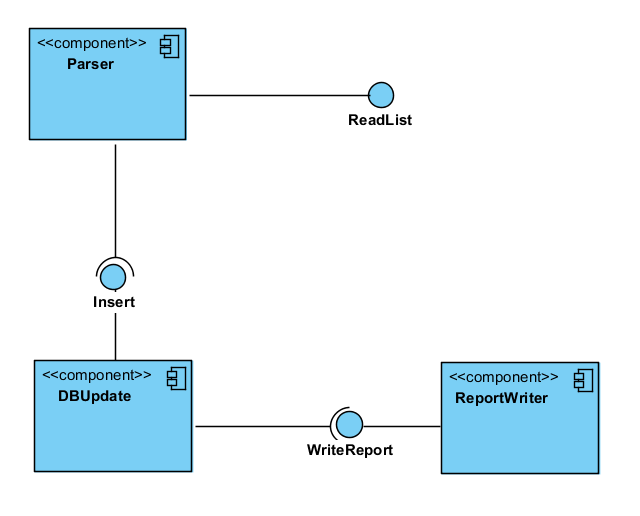 <<component>>
Parser
ReadList
Insert
<<component>>
DBUpdate
WriteReport
<<component>>
ReportWriter